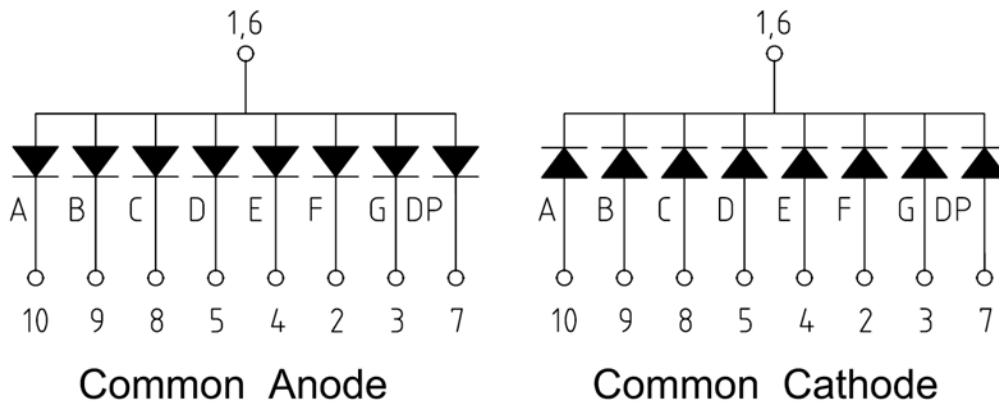 1,6 1,6
A B C D E F G DP A B C D E F G DP
10 9 8 5 4 2 3 7 10 9 8 5 4 2 3 7
Common Anode Common Cathode